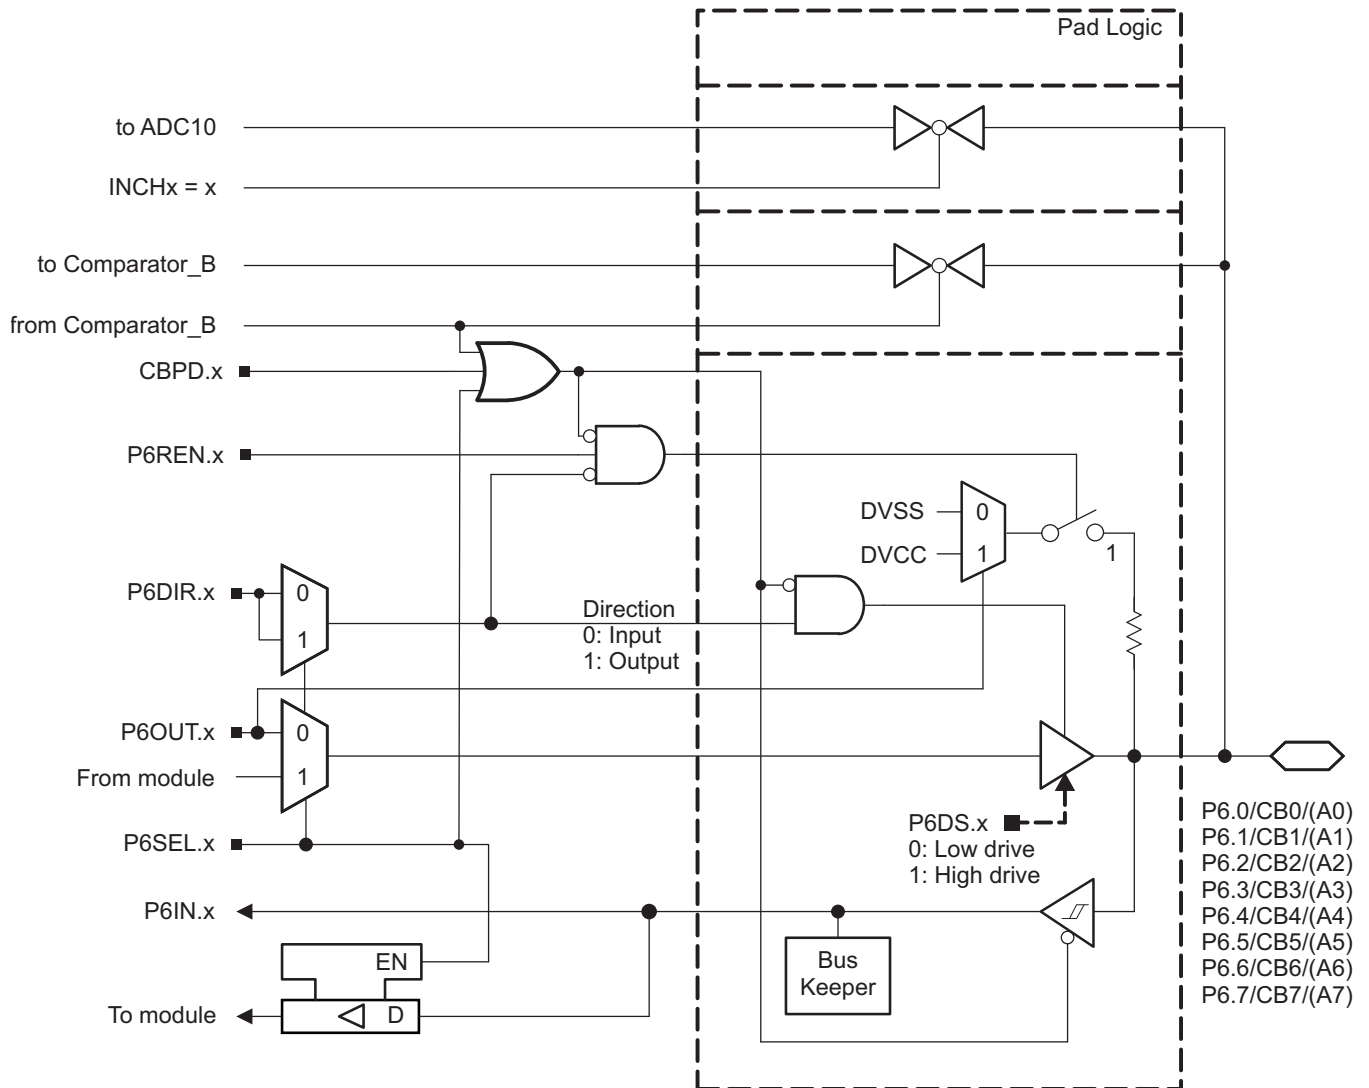 Pad Logic
to ADC10
INCHx = x
to Comparator_B
from Comparator_B
CBPD.x
P6REN.x
DVSS
0
DVCC
1
1
P6DIR.x
0
1
Direction
0: Input
1: Output
P6OUT.x
0
From module
1
P6SEL.x
P6DS.x
0: Low drive
1: High drive
P6IN.x
EN
Bus
Keeper
To module
D
P6.0/CB0/(A0)
P6.1/CB1/(A1)
P6.2/CB2/(A2)
P6.3/CB3/(A3)
P6.4/CB4/(A4)
P6.5/CB5/(A5)
P6.6/CB6/(A6)
P6.7/CB7/(A7)